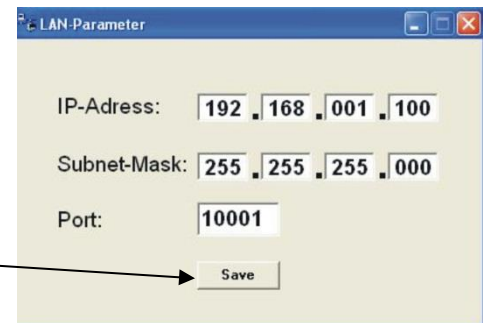 LAN-Parameter
IP-Adress: 192.168.001.100
Subnet-Mask: 255.255.255.000
Port: 10001
Save